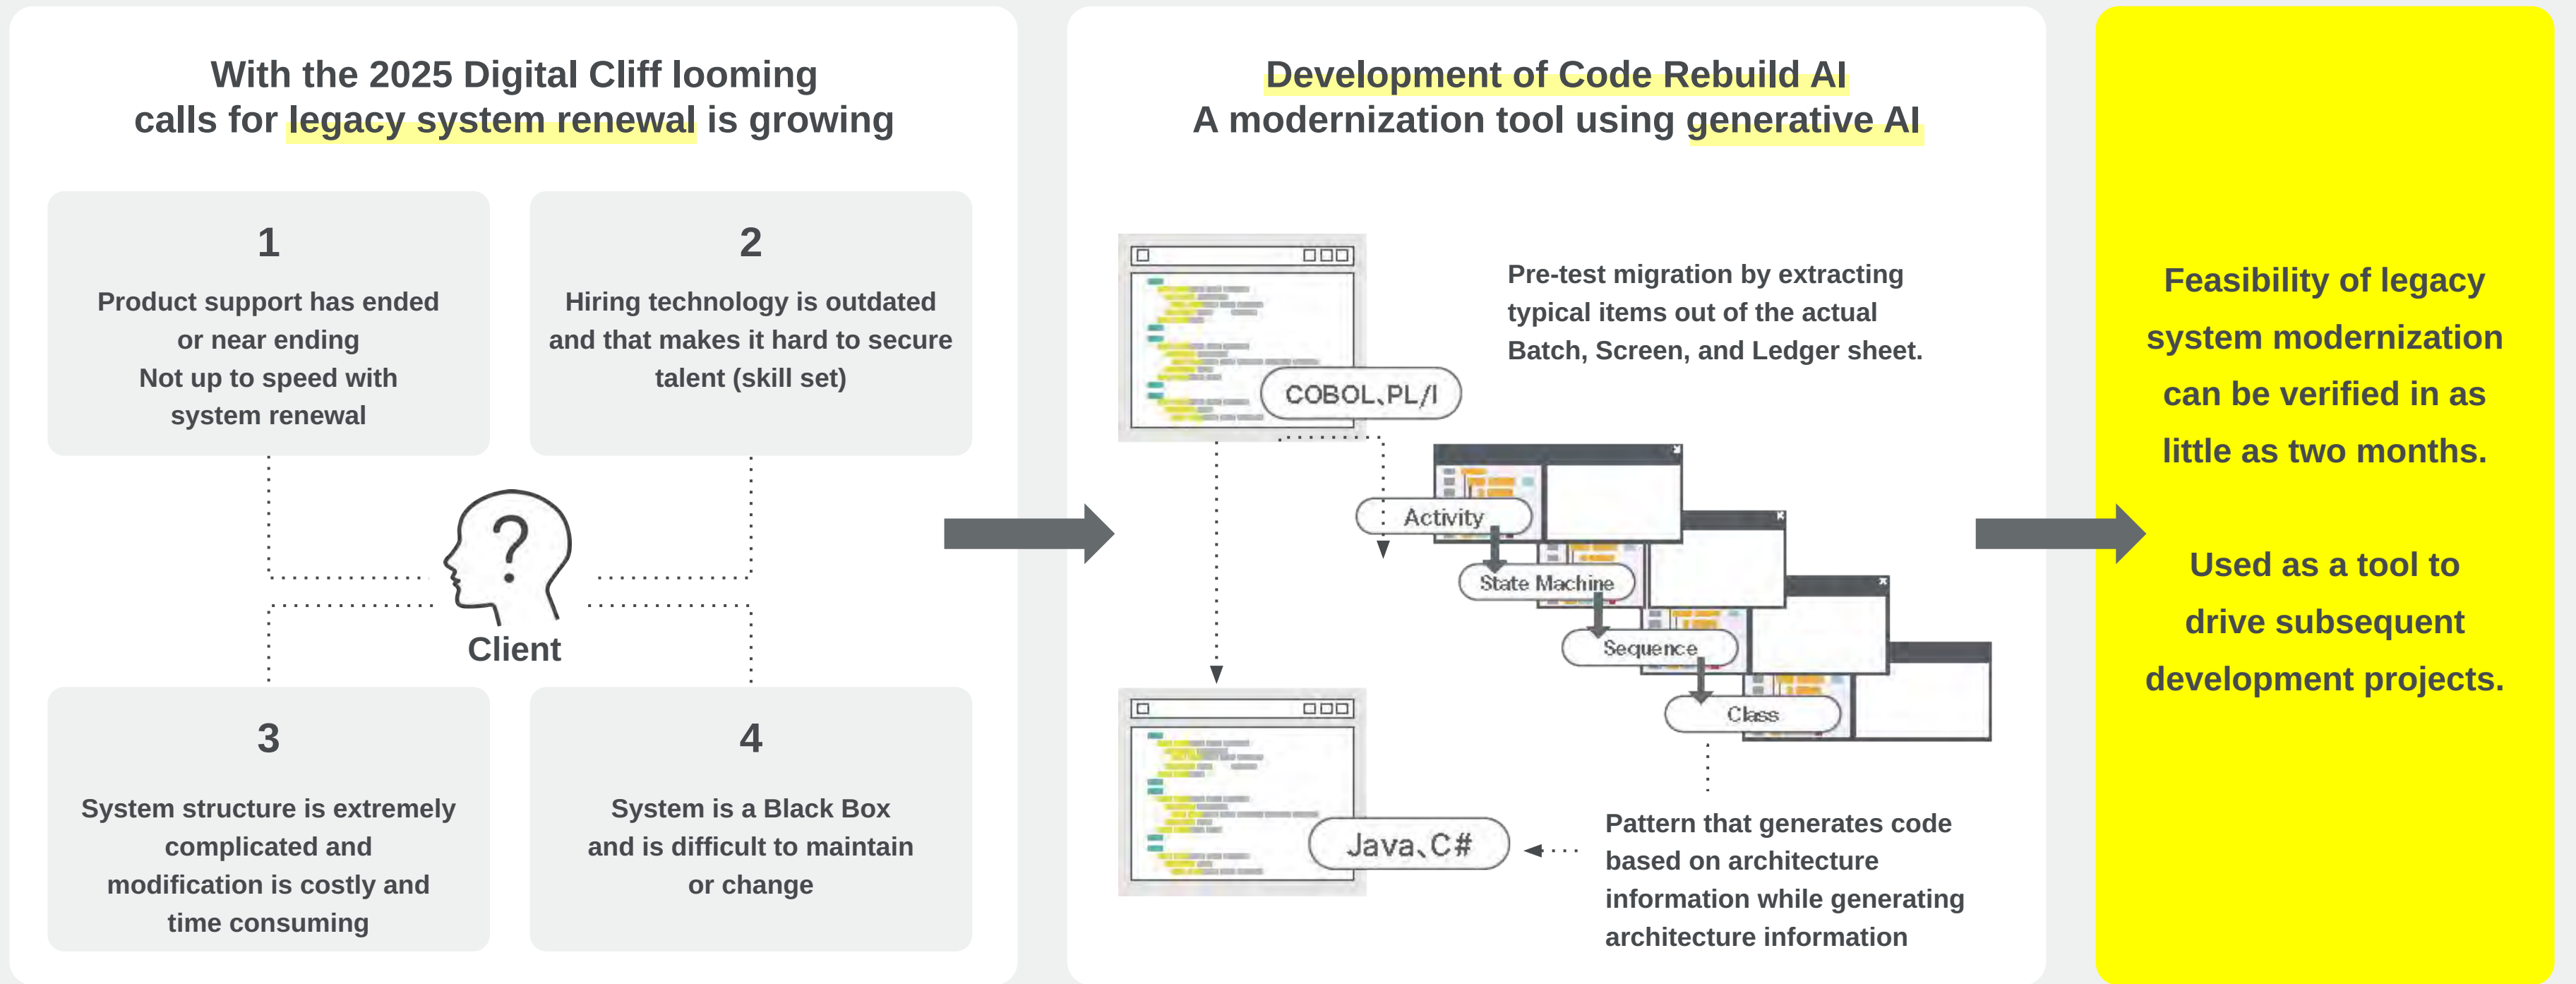 With the 2025 Digital Cliff looming
calls for legacy system renewal is growing
1
Product support has ended
or near ending
Not up to speed with
system renewal
2
Hiring technology is outdated
and that makes it hard to secure
talent (skill set)
?
Client
3
System structure is extremely
complicated and
modification is costly and
time consuming
4
System is a Black Box
and is difficult to maintain
or change
Development of Code Rebuild AI
A modernization tool using generative AI
COBOL、PL/I
Pre-test migration by extracting
typical items out of the actual
Batch, Screen, and Ledger sheet.
Activity
State Machine
Sequence
Class
Java、C#
Pattern that generates code
based on architecture
information while generating
architecture information
Feasibility of legacy
system modernization
can be verified in as
little as two months.
Used as a tool to
drive subsequent
development projects.